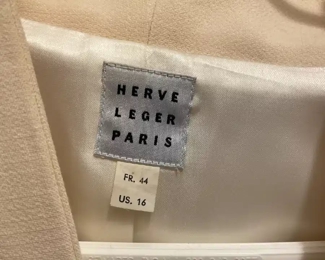 HERVE
LEGER
PARIS
FR. 44
US. 16